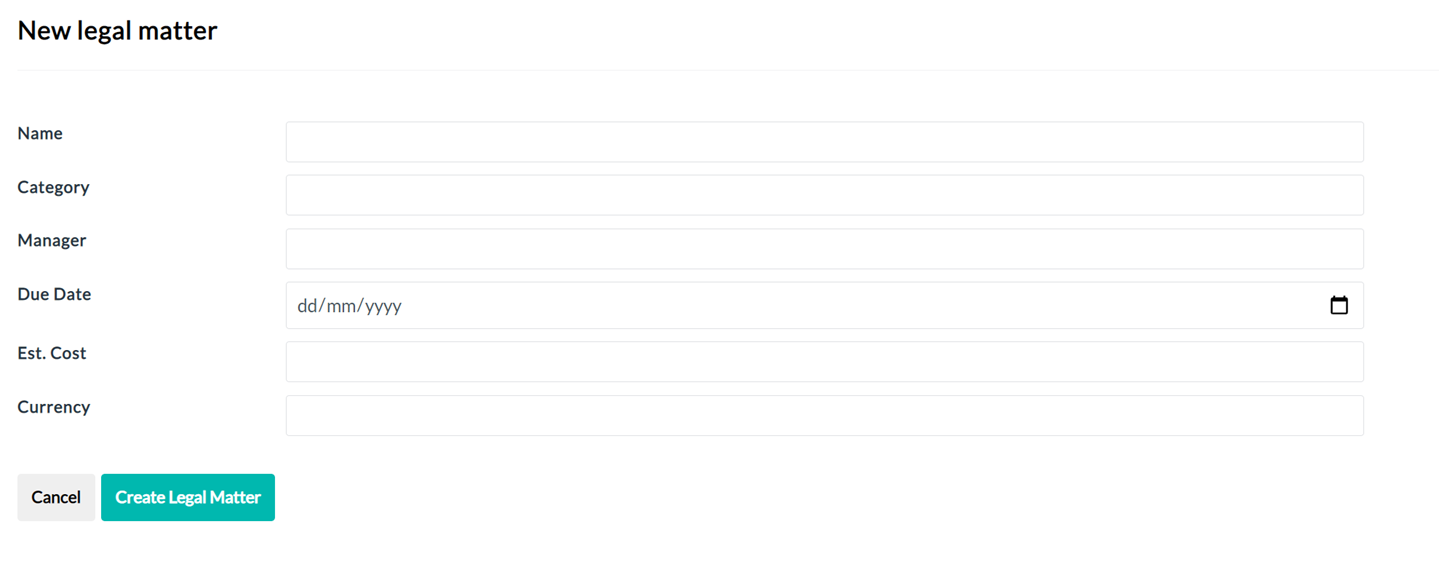 New legal matter
Name
Category
Manager
Due Date
dd/mm/yyyy
Est. Cost
Currency
Cancel Create Legal Matter